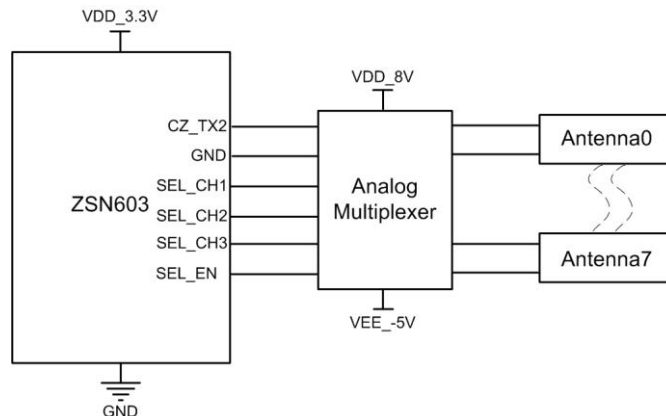 VDD_3.3V
ZSN603
CZ_TX2
GND
SEL_CH1
SEL_CH2
SEL_CH3
SEL_EN
GND
VDD_8V
Analog
Multiplexer
VEE_-5V
Antenna0
Antenna7